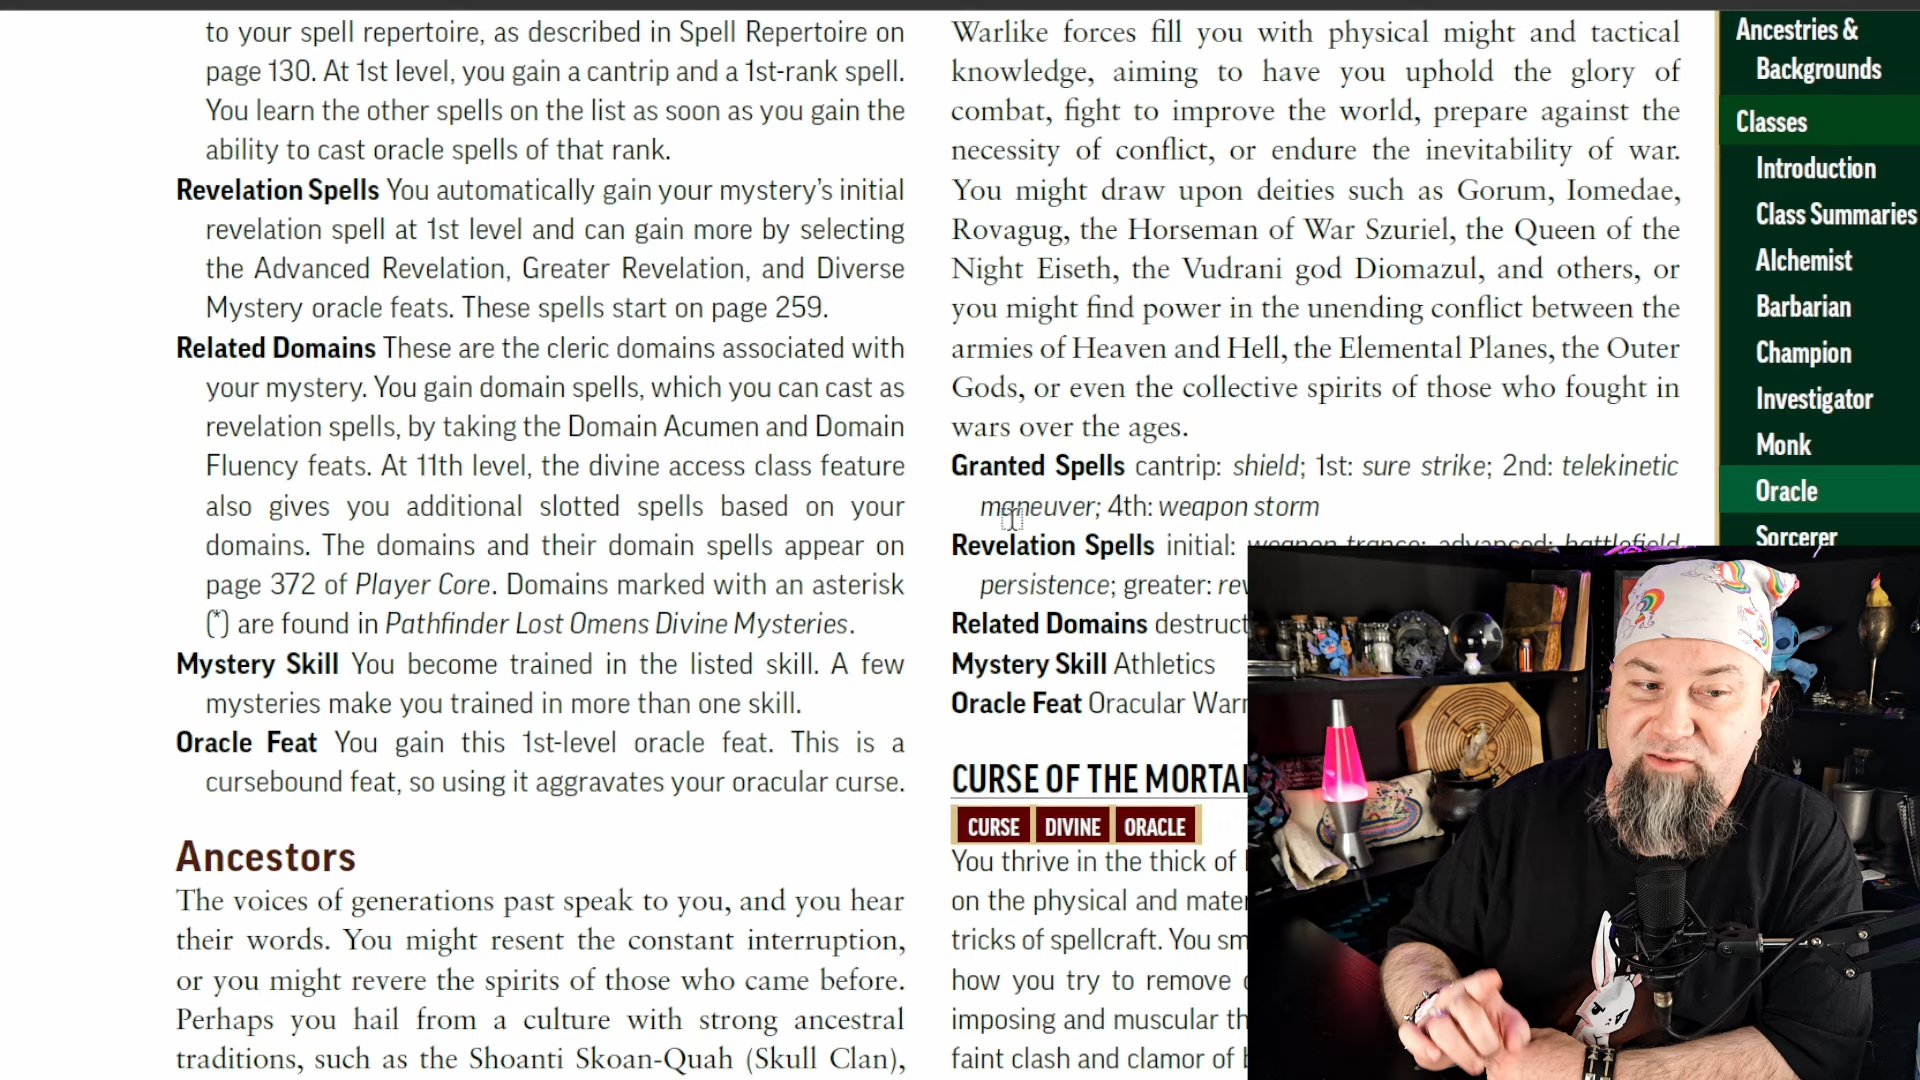 to your spell repertoire, as described in Spell Repertoire on
page 130. At 1st level, you gain a cantrip and a 1st-rank spell.
You learn the other spells on the list as soon as you gain the
ability to cast oracle spells of that rank.
Revelation Spells You automatically gain your mystery's initial
revelation spell at 1st level and can gain more by selecting
the Advanced Revelation, Greater Revelation, and Diverse
Mystery oracle feats. These spells start on page 259.
Related Domains These are the cleric domains associated with
your mystery. You gain domain spells, which you can cast as
revelation spells, by taking the Domain Acumen and Domain
Fluency feats. At 11th level, the divine access class feature
also gives you additional slotted spells based on your
domains. The domains and their domain spells appear on
page 372 of Player Core. Domains marked with an asterisk
(*) are found in Pathfinder Lost Omens Divine Mysteries.
Mystery Skill You become trained in the listed skill. A few
mysteries make you trained in more than one skill.
Oracle Feat You gain this 1st-level oracle feat. This is a
cursebound feat, so using it aggravates your oracular curse.
Ancestors
The voices of generations past speak to you, and you hear
their words. You might resent the constant interruption,
or you might revere the spirits of those who came before.
Perhaps you hail from a culture with strong ancestral
traditions, such as the Shoanti Skoan-Quah (Skull Clan),
Warlike forces fill you with physical might and tactical
knowledge, aiming to have you uphold the glory of
combat, fight to improve the world, prepare against the
necessity of conflict, or endure the inevitability of war.
You might draw upon deities such as Gorum, Iomedae,
Rovagug, the Horseman of War Szuriel, the Queen of the
Night Eiseth, the Vudrani god Diomazul, and others, or
you might find power in the unending conflict between the
armies of Heaven and Hell, the Elemental Planes, the Outer
Gods, or even the collective spirits of those who fought in
wars over the ages.
Granted Spells cantrip: shield; 1st: sure strike; 2nd: telekinetic
maneuver; 4th: weapon storm
Revelation Spells initial: weapon trance; advanced: battlefield
persistence; greater:
Related Domains
Mystery Skill Athletics
Oracle Feat Oracular
CURSE OF THE
CURSE DIVINE ORACLE
You thrive in the thick of
on the physical and
tricks of spellcraft. You
how you try to remove
imposing and muscular
faint clash and clamor of
Ancestries &
Backgrounds
Classes
Introduction
Class Summaries
Alchemist
Barbarian
Champion
Investigator
Monk
Oracle
Sorcerer